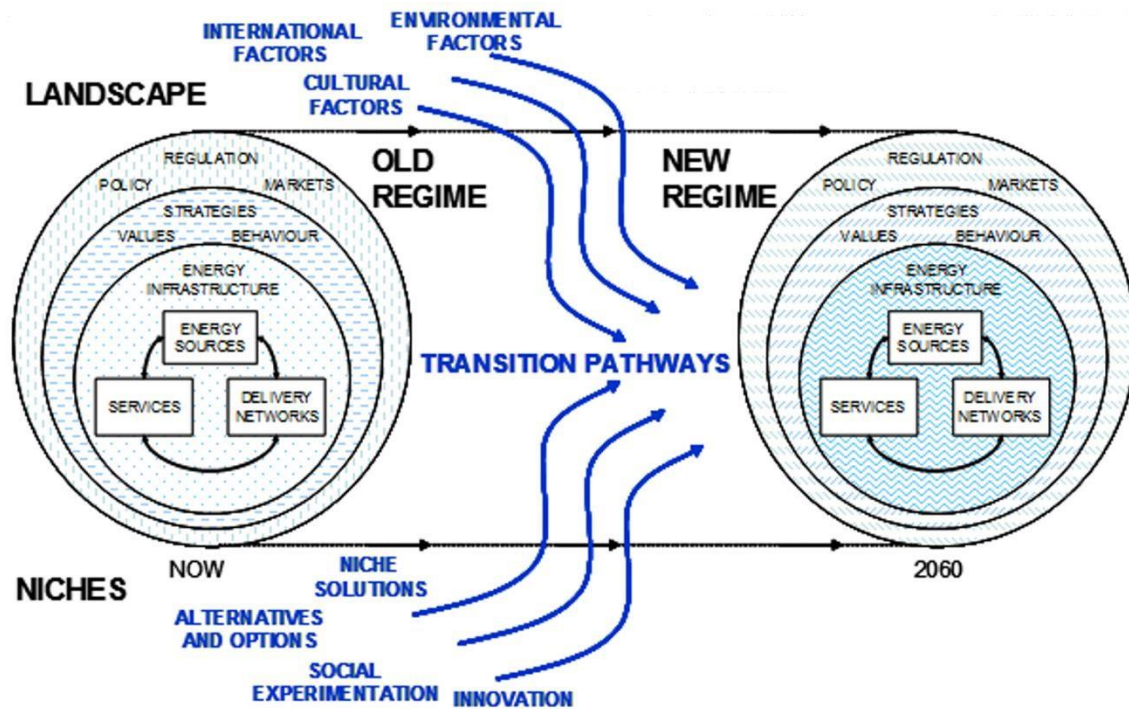 ENVIRONMENTAL
FACTORS
INTERNATIONAL
FACTORS
CULTURAL
FACTORS
LANDSCAPE
OLD
REGIME
NEW
REGIME
REGULATION
POLICY
MARKETS
STRATEGIES
VALUES
BEHAVIOUR
ENERGY
INFRASTRUCTURE
ENERGY
SOURCES
SERVICES
DELIVERY
NETWORKS
TRANSITION PATHWAYS
REGULATION
POLICY
MARKETS
STRATEGIES
VALUES
BEHAVIOUR
ENERGY
INFRASTRUCTURE
ENERGY
SOURCES
SERVICES
DELIVERY
NETWORKS
NOW
2060
NICHES
NICHE
SOLUTIONS
ALTERNATIVES
AND OPTIONS
SOCIAL
EXPERIMENTATION
INNOVATION